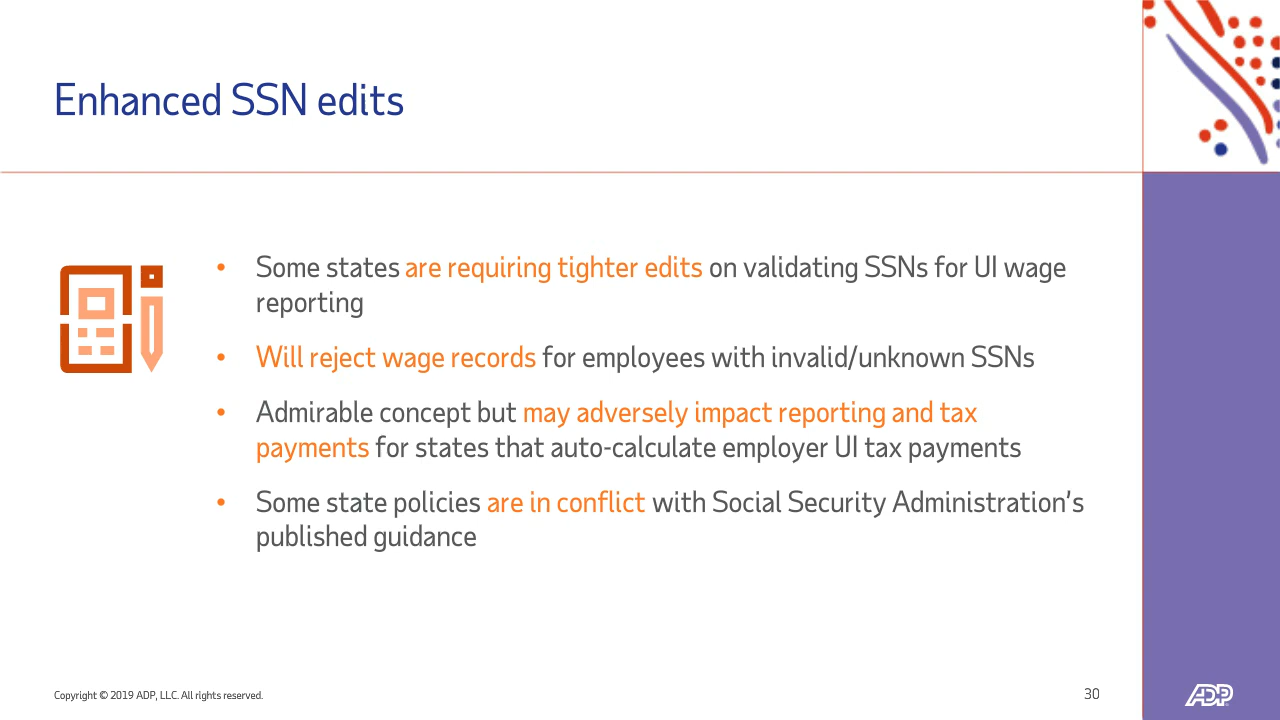 Enhanced SSN edits
• Some states are requiring tighter edits on validating SSNs for UI wage
reporting
• Will reject wage records for employees with invalid/unknown SSNs
• Admirable concept but may adversely impact reporting and tax
payments for states that auto-calculate employer UI tax payments
• Some state policies are in conflict with Social Security Administration's
published guidance
Copyright © 2019 ADP, LLC. All rights reserved.
30
ADP